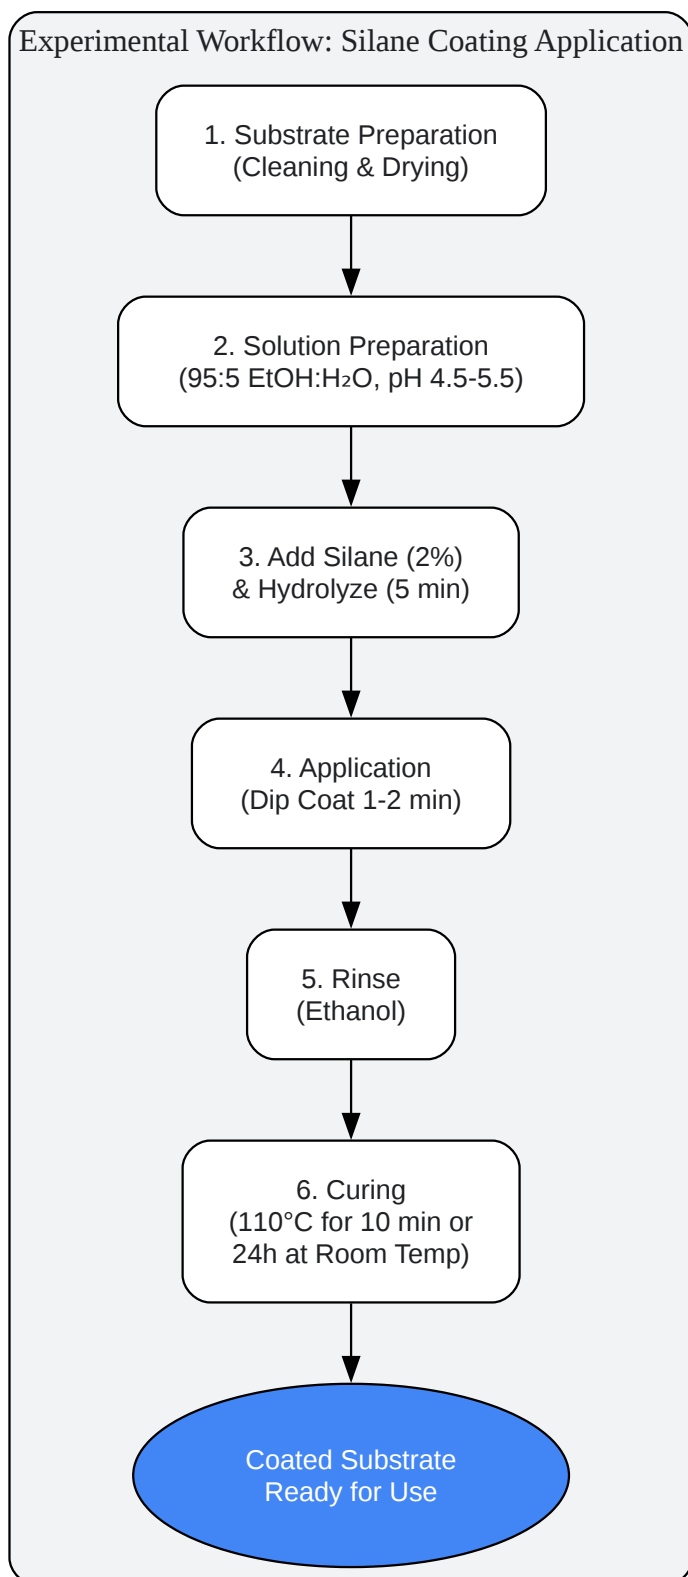 Experimental Workflow: Silane Coating Application
1. Substrate Preparation
(Cleaning & Drying)
2. Solution Preparation
(95:5 EtOH:H₂O, pH 4.5-5.5)
3. Add Silane (2%)
& Hydrolyze (5 min)
4. Application
(Dip Coat 1-2 min)
5. Rinse
(Ethanol)
6. Curing
(110°C for 10 min or
24h at Room Temp)
Coated Substrate
Ready for Use